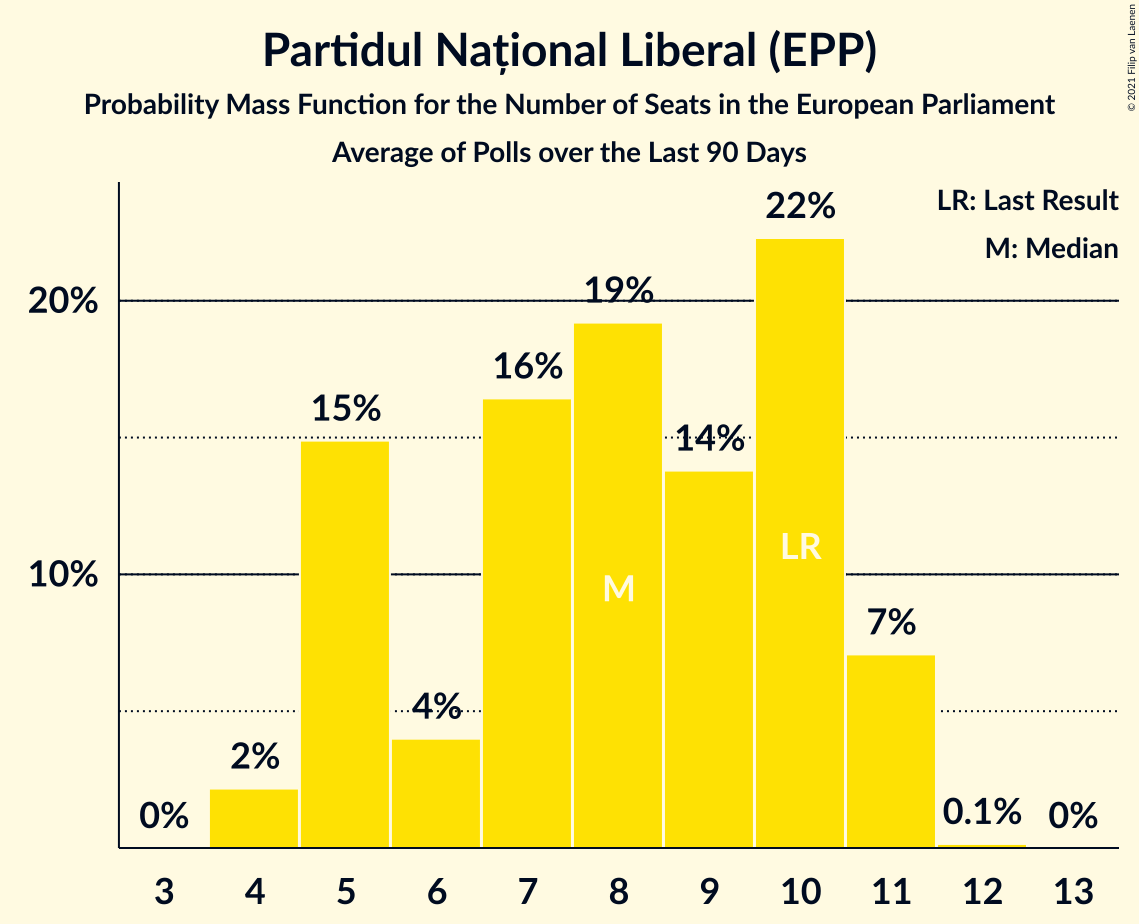 Partidul Național Liberal (EPP)
Probability Mass Function for the Number of Seats in the European Parliament
Average of Polls over the Last 90 Days
© 2021 Filip van Laenen
LR: Last Result
M: Median
20%
10%
0%
2%
15%
4%
16%
19%
14%
22%
7%
0.1%
0%
M
LR
3 4 5 6 7 8 9 10 11 12 13